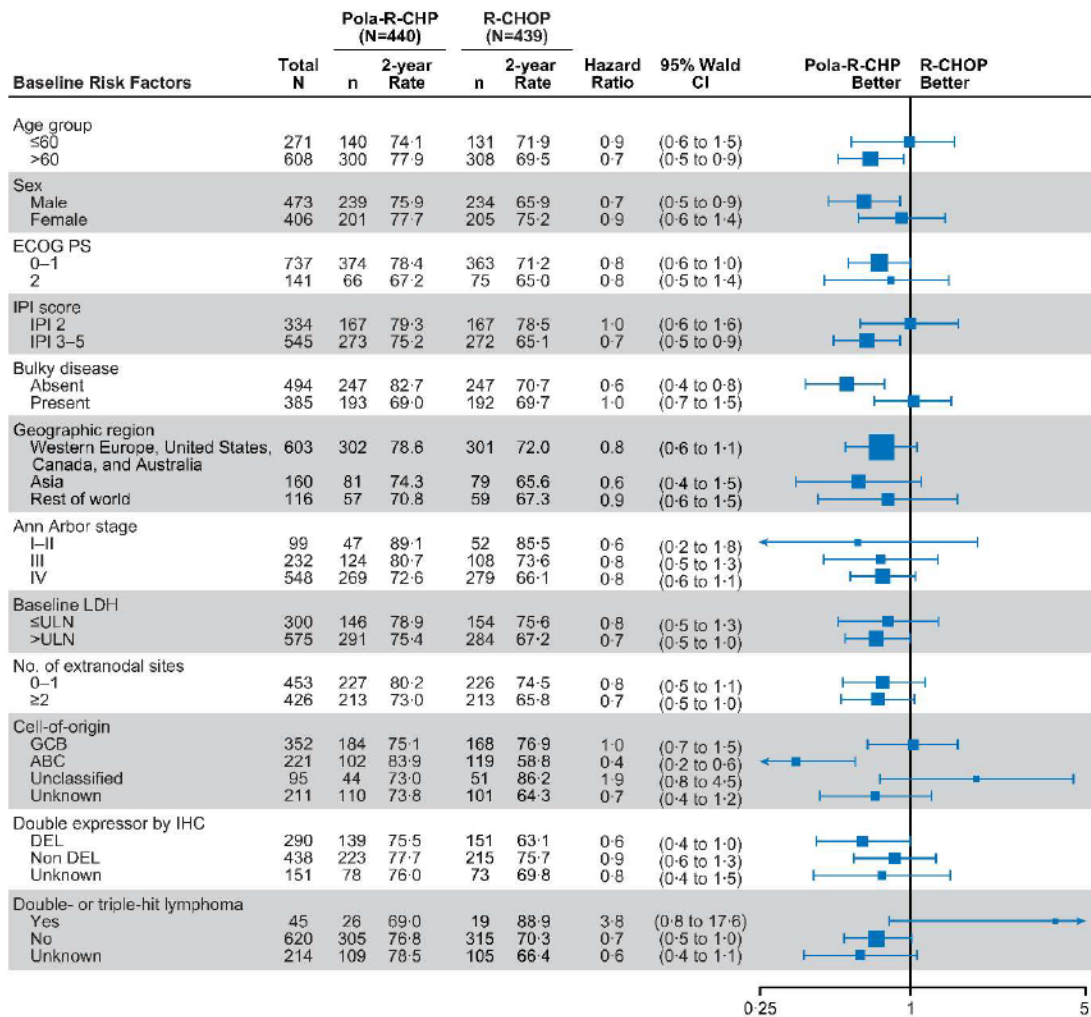 Pola-R-CHP R-CHOP
(N=440) (N=439)
Total 2-year 2-year Hazard 95% Wald Pola-R-CHP R-CHOP
Baseline Risk Factors N n Rate n Rate Ratio CI Better Better
Age group
≤60 271 140 74·1 131 71·9 0·9 (0·6 to 1·5)
>60 608 300 77·9 308 69·5 0·7 (0·5 to 0·9)
Sex
Male 473 239 75·9 234 65·9 0·7 (0·5 to 0·9)
Female 406 201 77·7 205 75·2 0·9 (0·6 to 1·4)
ECOG PS
0–1 737 374 78·4 363 71·2 0·8 (0·6 to 1·0)
2 141 66 67·2 75 65·0 0·8 (0·5 to 1·4)
IPI score
IPI 2 334 167 79·3 167 78·5 1·0 (0·6 to 1·6)
IPI 3–5 545 273 75·2 272 65·1 0·7 (0·5 to 0·9)
Bulky disease
Absent 494 247 82·7 247 70·7 0·6 (0·4 to 0·8)
Present 385 193 69·0 192 69·7 1·0 (0·7 to 1·5)
Geographic region
Western Europe, United States, 603 302 78·6 301 72·0 0·8 (0·6 to 1·1)
Canada, and Australia
Asia 160 81 74·3 79 65·6 0·6 (0·4 to 1·5)
Rest of world 116 57 70·8 59 67·3 0·9 (0·6 to 1·5)
Ann Arbor stage
I–II 99 47 89·1 52 85·5 0·6 (0·2 to 1·8)
III 232 124 80·7 108 73·6 0·8 (0·5 to 1·3)
IV 548 269 72·6 279 66·1 0·8 (0·6 to 1·1)
Baseline LDH
≤ULN 300 146 78·9 154 75·6 0·8 (0·5 to 1·3)
>ULN 575 291 75·4 284 67·2 0·7 (0·5 to 1·0)
No. of extranodal sites
0–1 453 227 80·2 226 74·5 0·8 (0·5 to 1·1)
≥2 426 213 73·0 213 65·8 0·7 (0·5 to 1·0)
Cell-of-origin
GCB 352 184 75·1 168 76·9 1·0 (0·7 to 1·5)
ABC 221 102 83·9 119 58·8 0·4 (0·2 to 0·6)
Unclassified 95 44 73·0 51 86·2 1·9 (0·8 to 4·5)
Unknown 211 110 73·8 101 64·3 0·7 (0·4 to 1·2)
Double expressor by IHC
DEL 290 139 75·5 151 63·1 0·6 (0·4 to 1·0)
Non DEL 438 223 77·7 215 75·7 0·9 (0·6 to 1·3)
Unknown 151 78 76·0 73 69·8 0·8 (0·4 to 1·5)
Double- or triple-hit lymphoma
Yes 45 26 69·0 19 88·9 3·8 (0·8 to 17·6)
No 620 305 76·8 315 70·3 0·7 (0·5 to 1·0)
Unknown 214 109 78·5 105 66·4 0·6 (0·4 to 1·1)
0·25 1 5